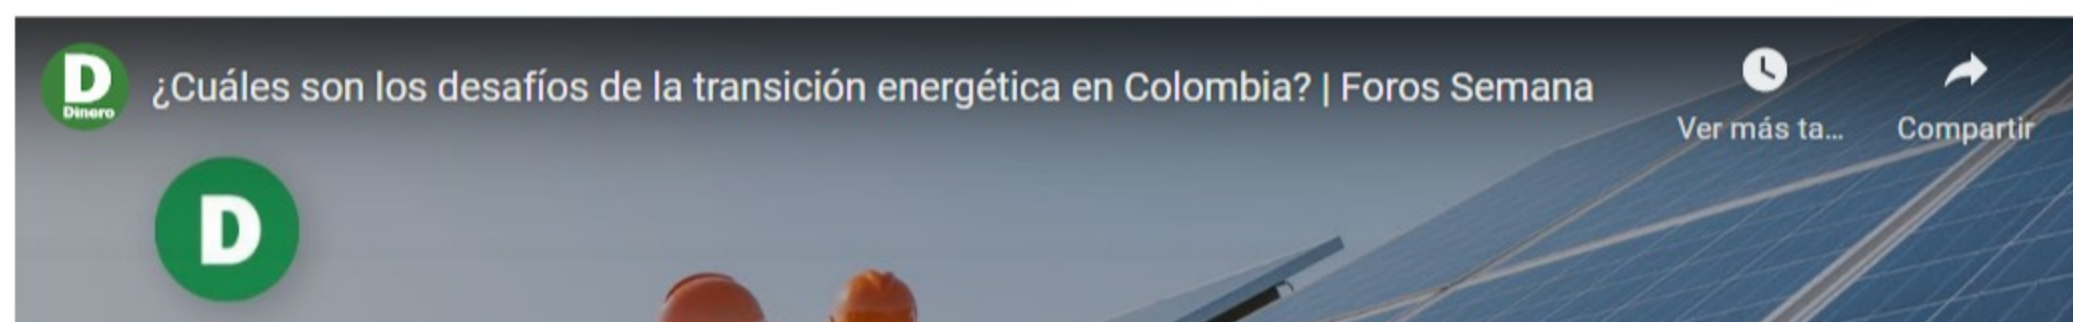 D
Dinero
¿Cuáles son los desafíos de la transición energética en Colombia? | Foros Semana
Ver más ta...
Compartir
D